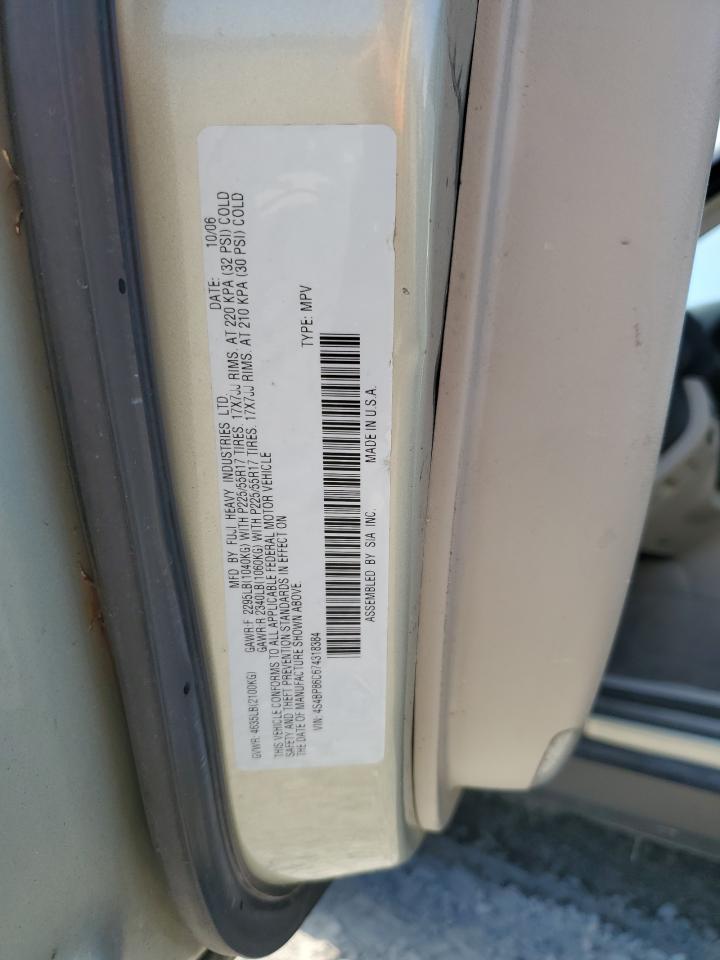 MFD BY FUJI HEAVY INDUSTRIES LTD. DATE: 10/06
GVWR: 4635LB(2100KG) GAWR:F 2295LB(1040KG) WITH P225/55R17 TIRES. RIMS. AT 220 KPA (32 PSI) COLD
GAWR:R 2340LB(1060KG) WITH P225/55R17 TIRES. RIMS. AT 210 KPA (30 PSI) COLD
THIS VEHICLE CONFORMS TO ALL APPLICABLE FEDERAL MOTOR VEHICLE
SAFETY AND THEFT PREVENTION STANDARDS IN EFFECT ON
THE DATE OF MANUFACTURE SHOWN ABOVE.
VIN: 4S4BP86C674318384 TYPE: MPV
ASSEMBLED BY SIA INC. MADE IN U.S.A.